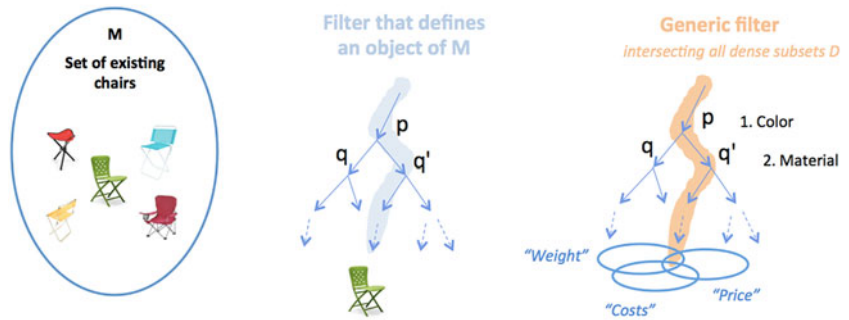 M
Set of existing
chairs
Filter that defines
an object of M
p
q
q'
Generic filter
intersecting all dense subsets D
p
1. Color
q
q'
2. Material
"Weight"
"Costs"
"Price"